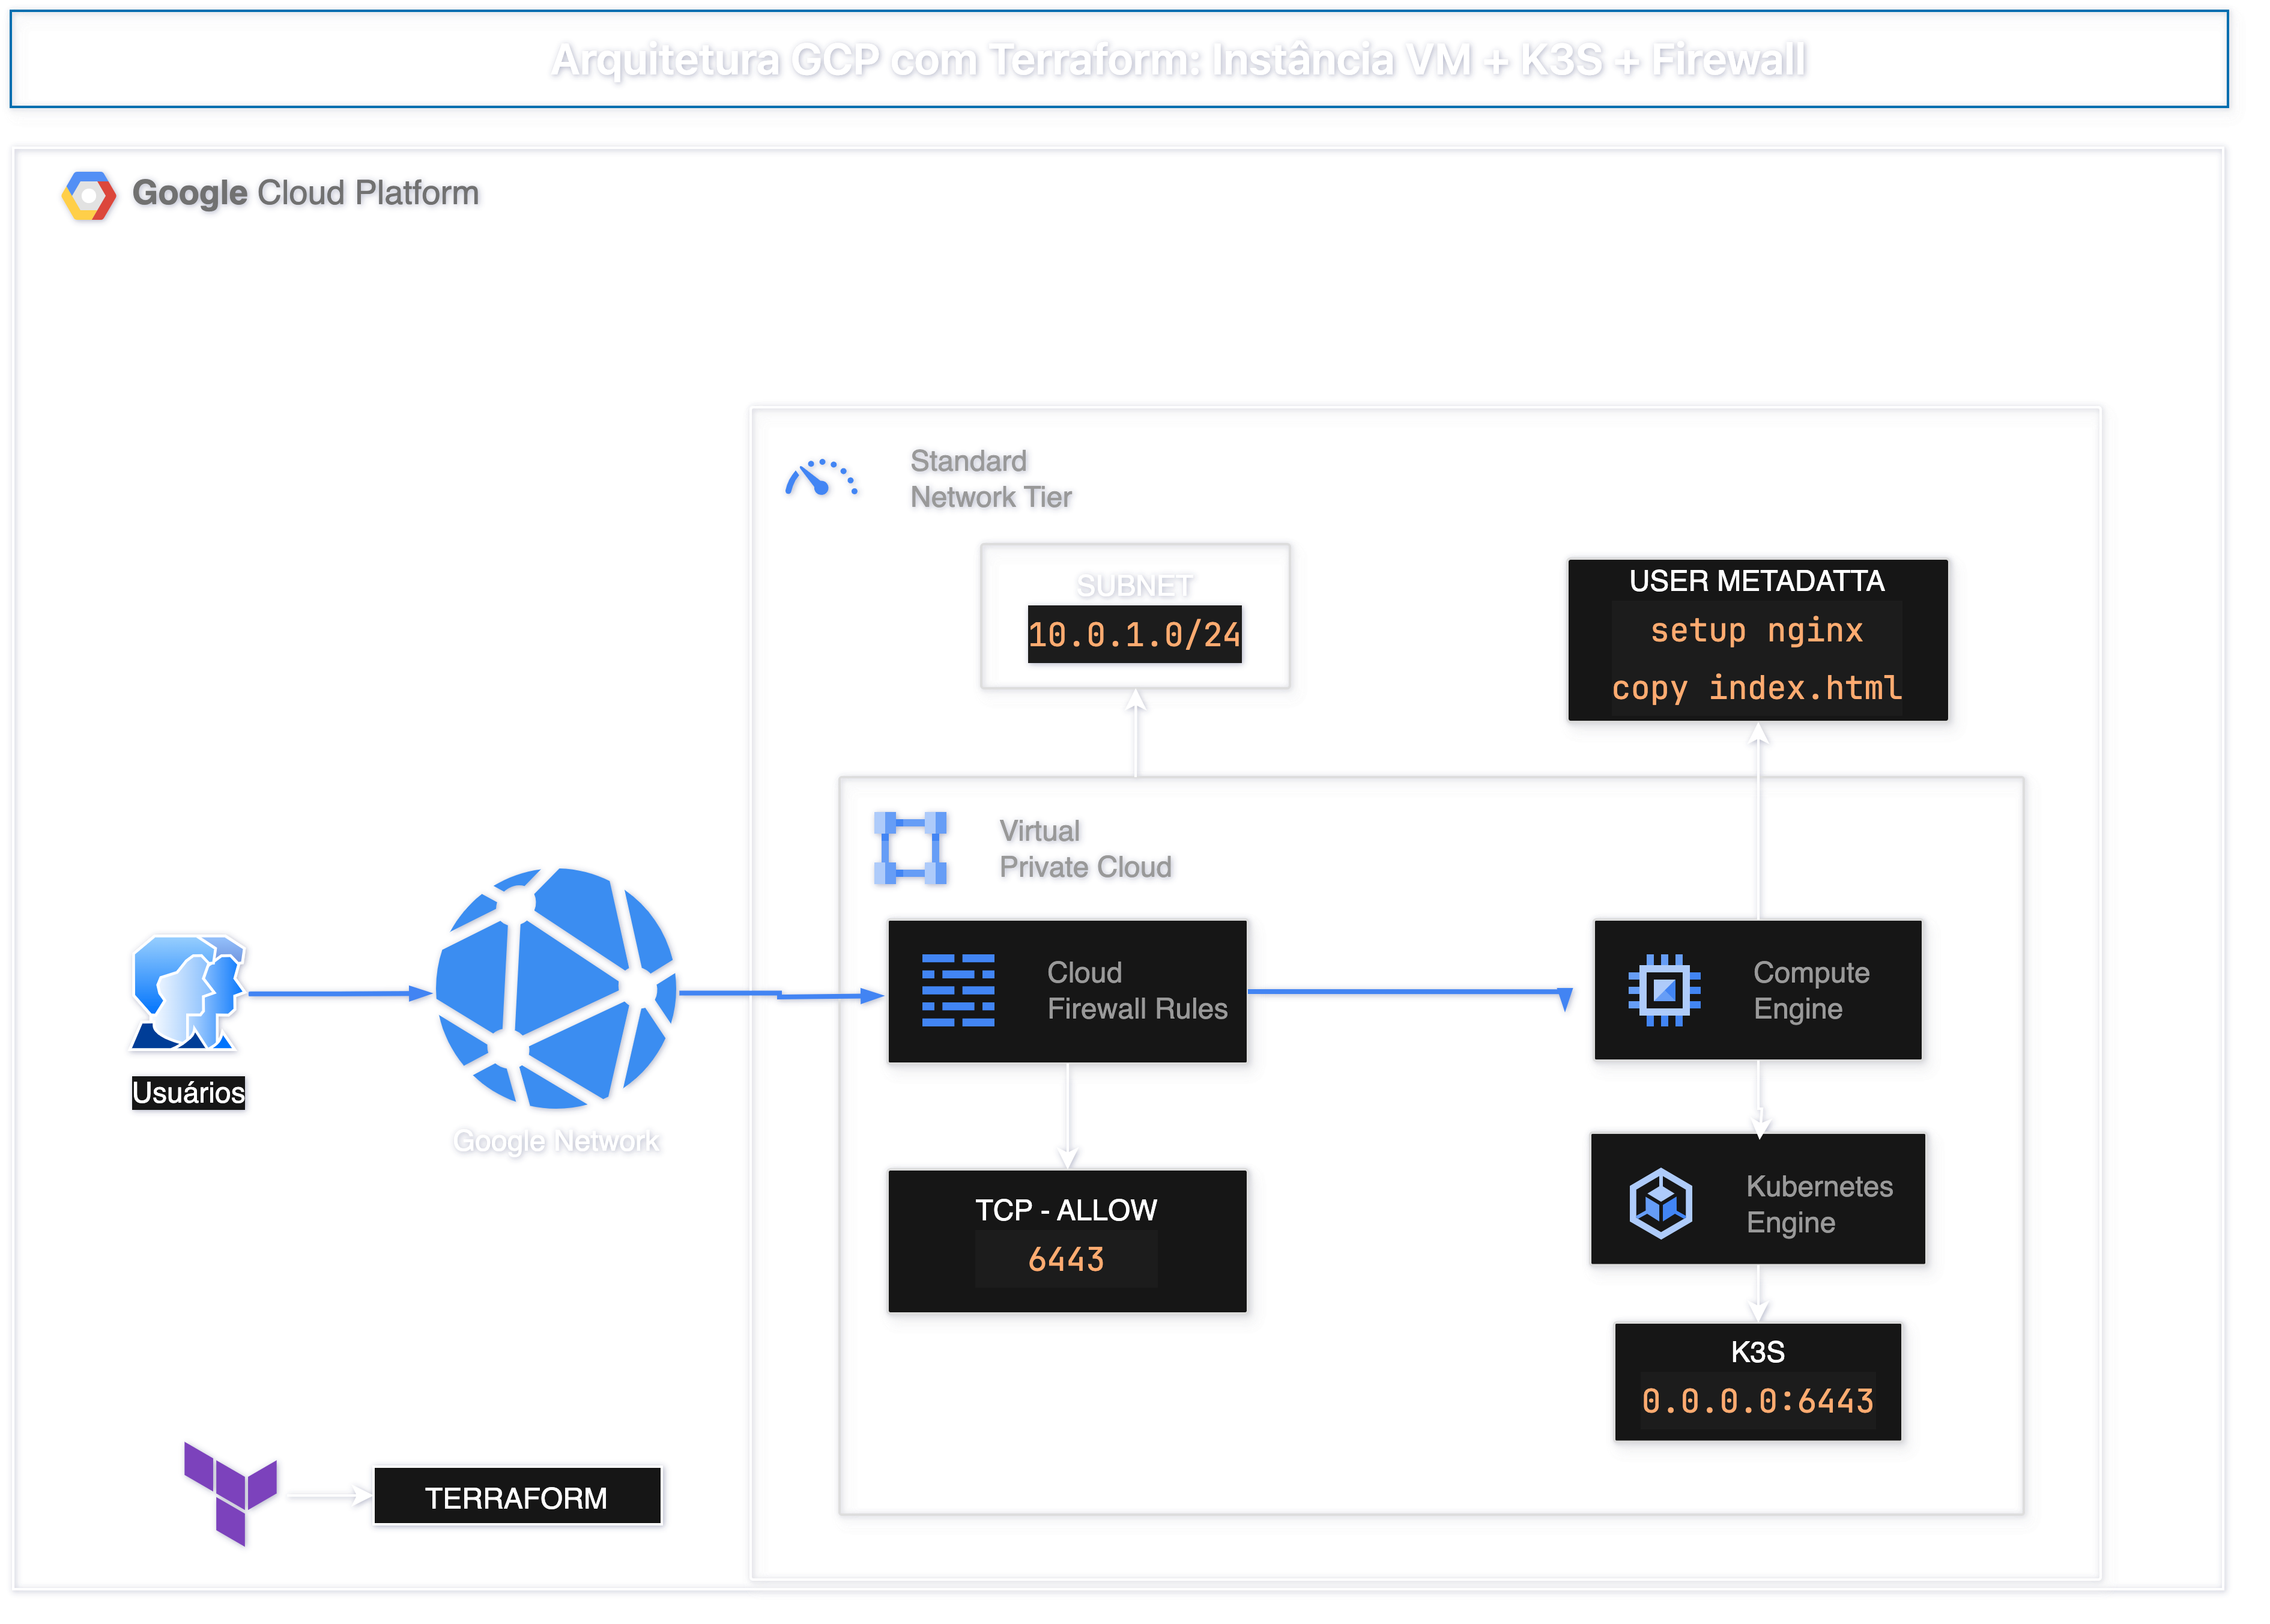 Arquitetura GCP com Terraform: Instância VM + K3S + Firewall
Google Cloud Platform
Standard
Network Tier
SUBNET
10.0.1.0/24
USER METADATTA
setup nginx
copy index.html
Virtual
Private Cloud
Cloud
Firewall Rules
Compute
Engine
Usuários
Google Network
TCP - ALLOW
6443
Kubernetes
Engine
K3S
0.0.0.0:6443
TERRAFORM